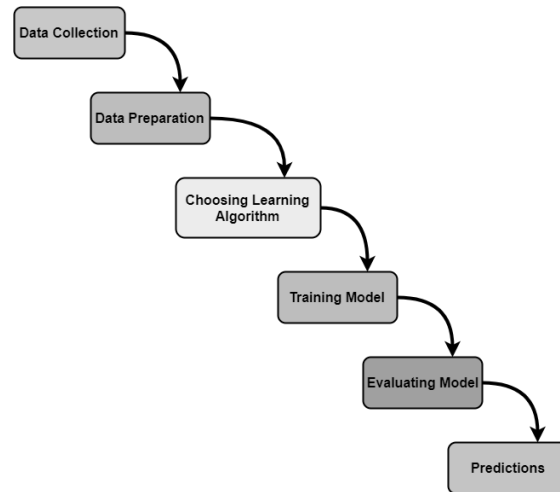 Data Collection
Data Preparation
Choosing Learning
Algorithm
Training Model
Evaluating Model
Predictions